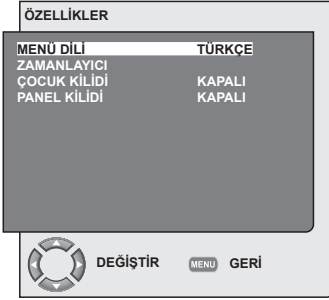 ÖZELLİKLER
MENÜ DİLİ TÜRKÇE
ZAMANLAYICI
ÇOCUK KİLİDİ KAPALI
PANEL KİLİDİ KAPALI
DEĞİŞTİR MENU GERİ